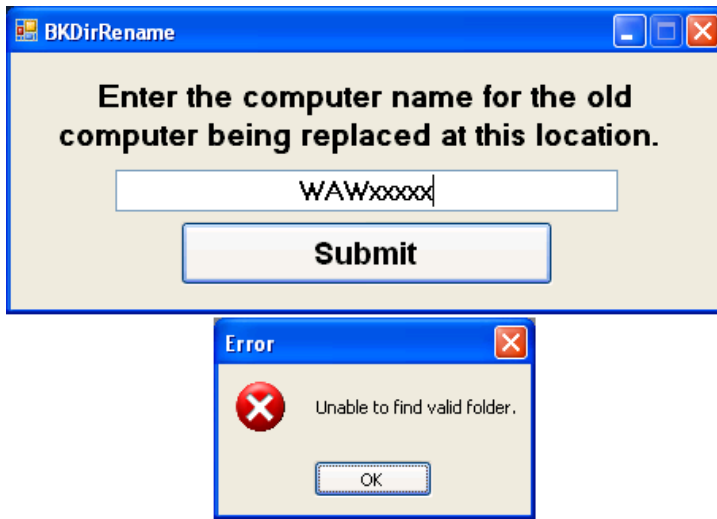 BKDirRename
Enter the computer name for the old
computer being replaced at this location.
WAWxxxxx
Submit
Error
Unable to find valid folder.
OK